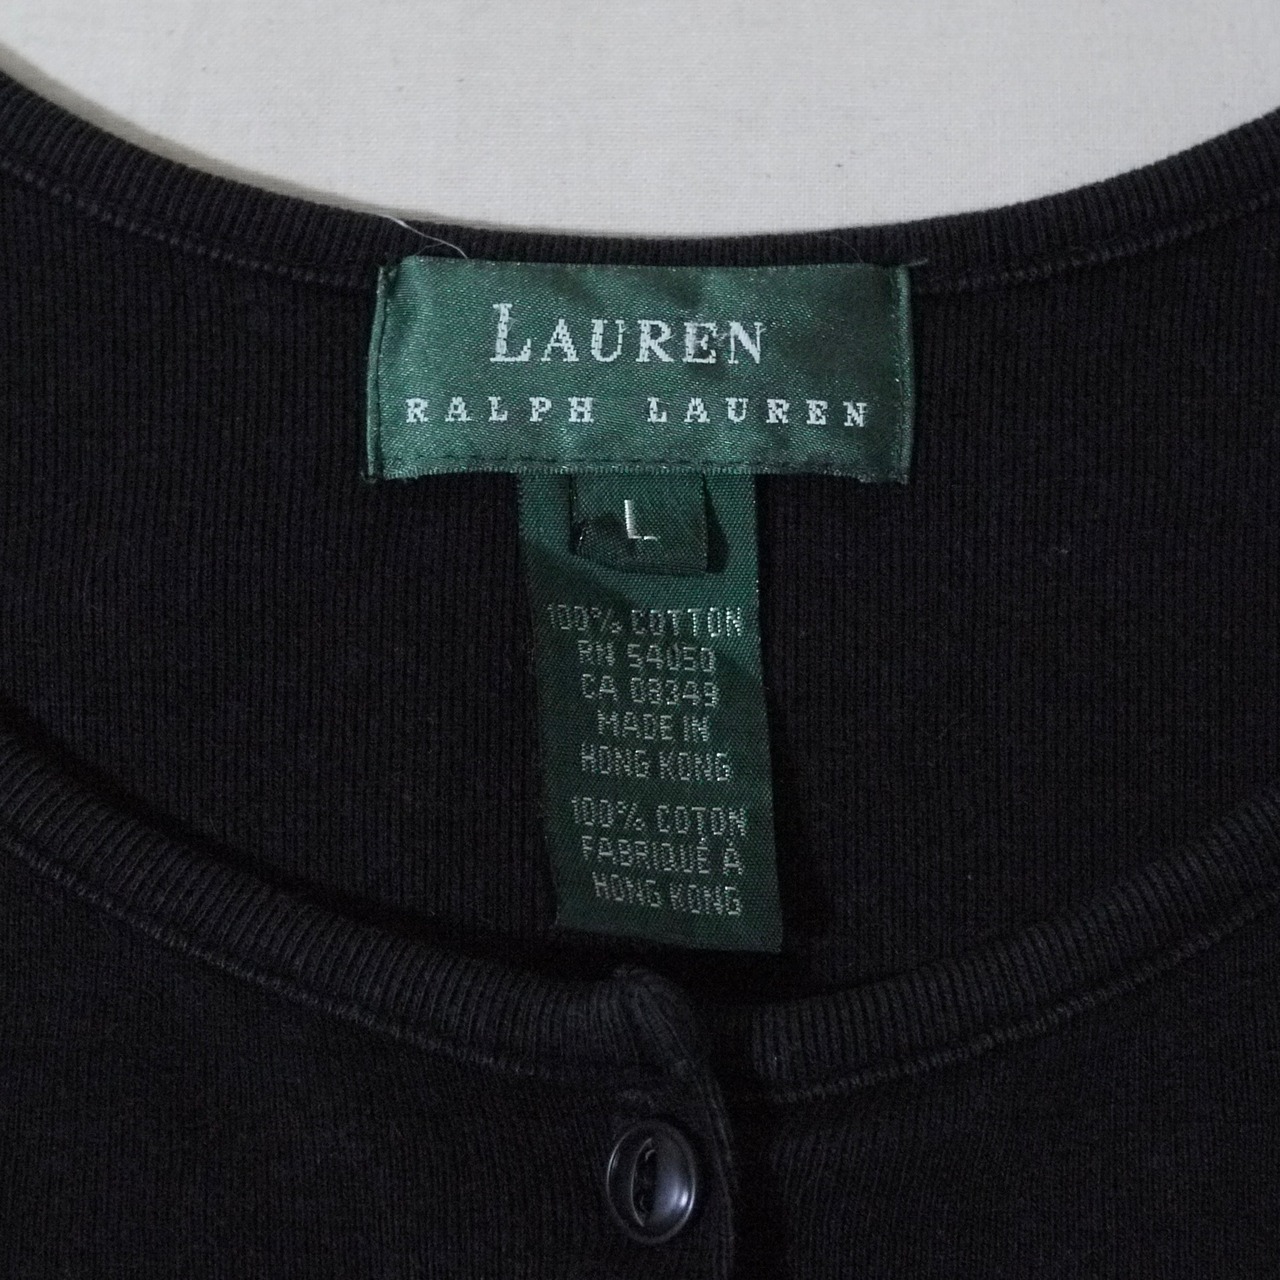 LAUREN
RALPH LAUREN
L
100% COTTON
RN 54050
CA 08349
MADE IN
HONG KONG
100% COTON
FABRIQUÉ À
HONG KONG